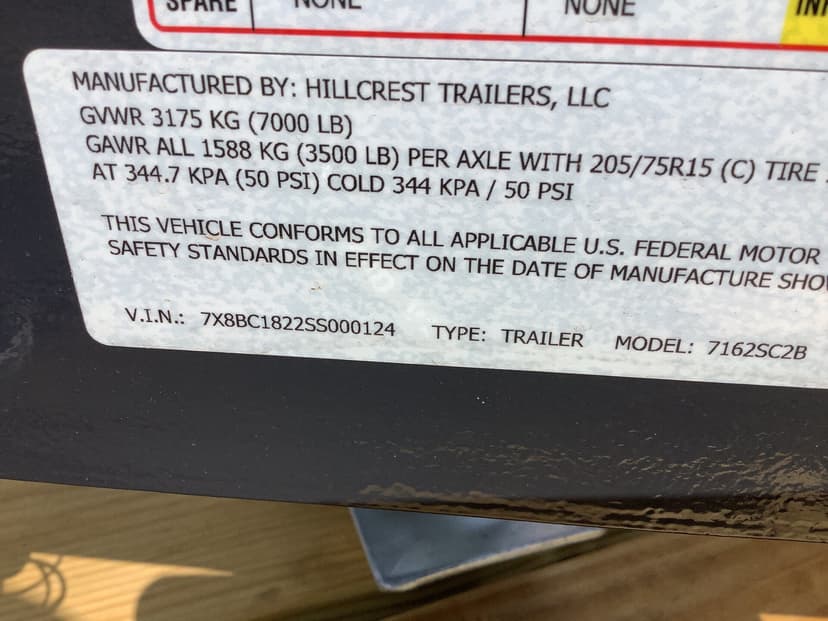 SPARE NONE NONE
MANUFACTURED BY: HILLCREST TRAILERS, LLC
GVWR 3175 KG (7000 LB)
GAWR ALL 1588 KG (3500 LB) PER AXLE WITH 205/75R15 (C) TIRE
AT 344.7 KPA (50 PSI) COLD 344 KPA / 50 PSI
THIS VEHICLE CONFORMS TO ALL APPLICABLE U.S. FEDERAL MOTOR
SAFETY STANDARDS IN EFFECT ON THE DATE OF MANUFACTURE SHO
V.I.N.: 7X8BC1822SS000124 TYPE: TRAILER MODEL: 7162SC2B